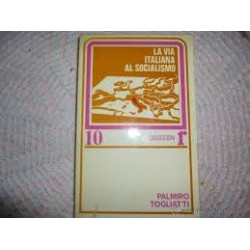 LA VIA
ITALIANA
AL SOCIALISMO
10
PALMIRO
TOGLIATTI